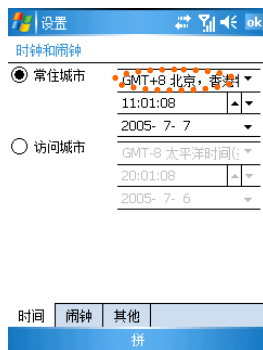 设置
ok
时钟和闹钟
常住城市
GMT+8 北京，香港
11:01:08
2005- 7- 7
访问城市
GMT-8 太平洋时间(
20:01:08
2005- 7- 6
时间 闹钟 其他
拼